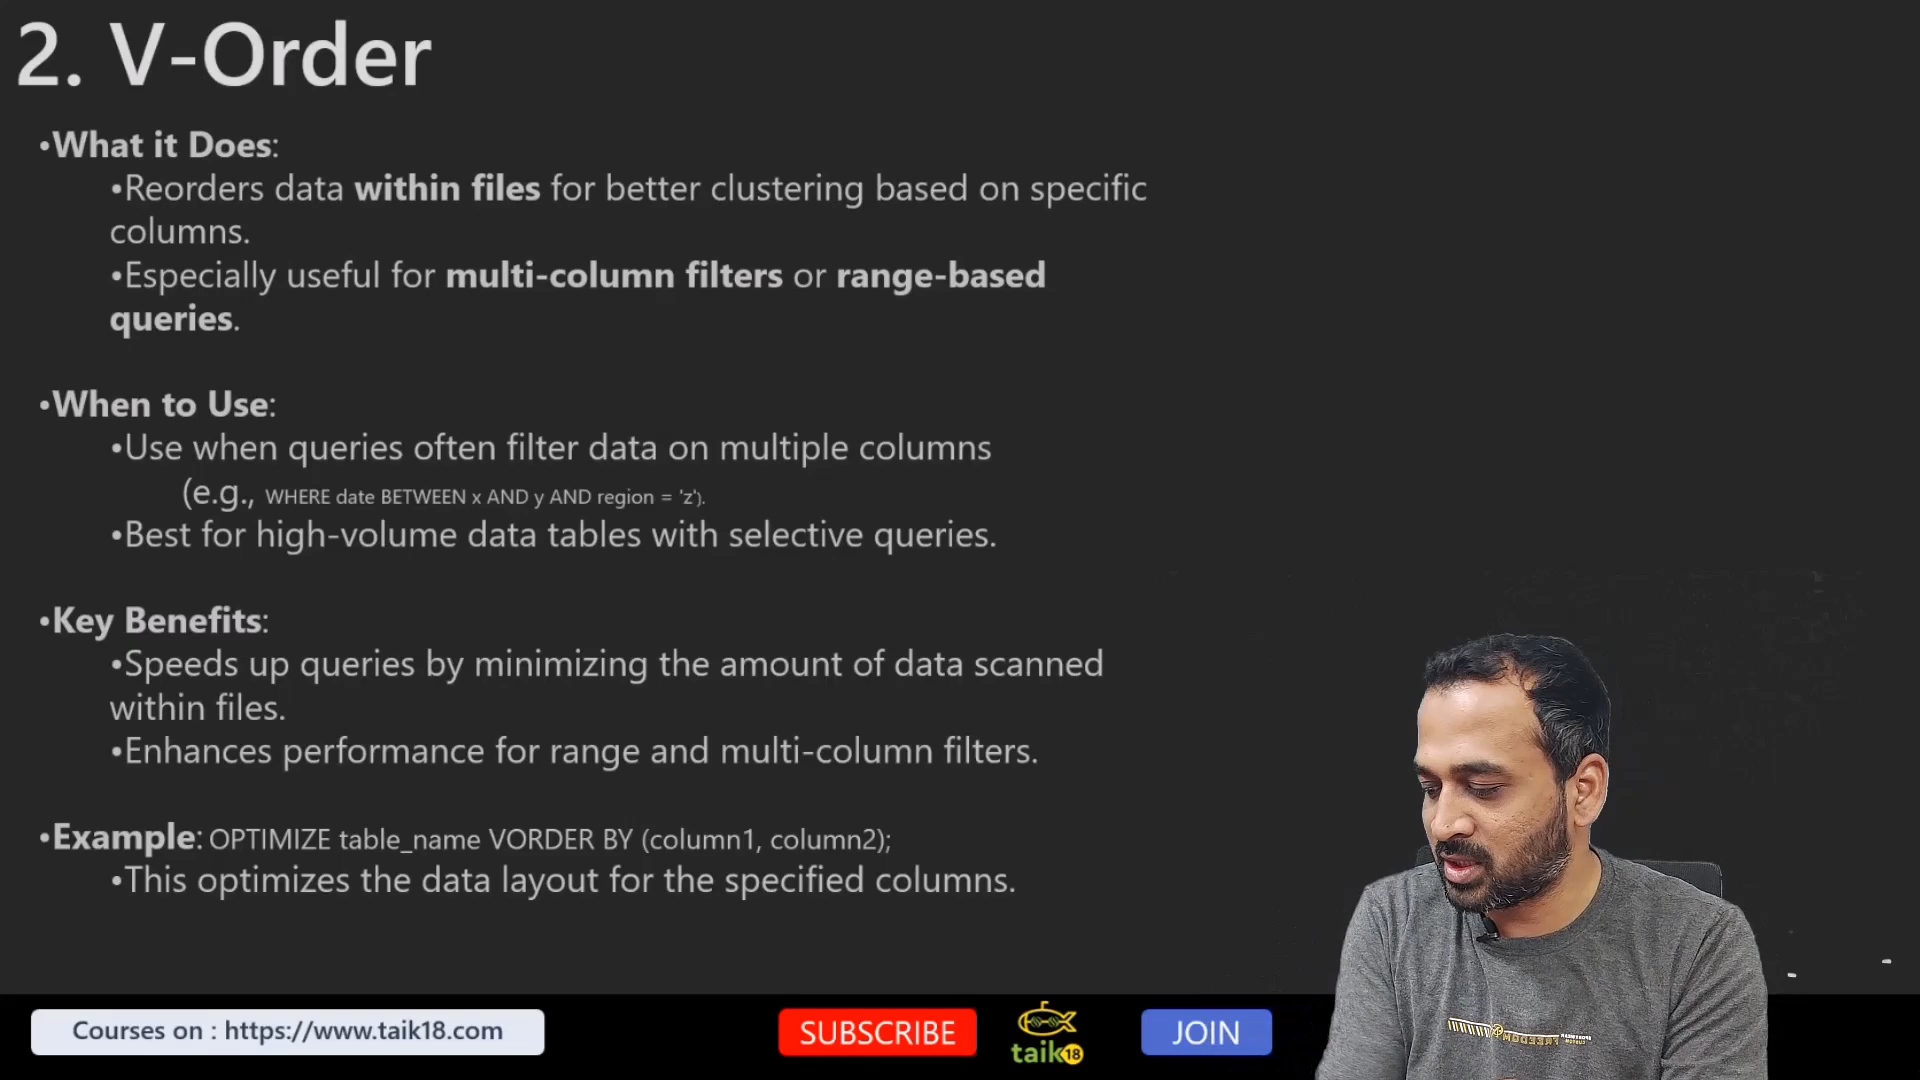 2. V-Order
•What it Does:
•Reorders data within files for better clustering based on specific
columns.
•Especially useful for multi-column filters or range-based
queries.
•When to Use:
•Use when queries often filter data on multiple columns
(e.g., WHERE date BETWEEN x AND y AND region = 'z').
•Best for high-volume data tables with selective queries.
•Key Benefits:
•Speeds up queries by minimizing the amount of data scanned
within files.
•Enhances performance for range and multi-column filters.
•Example: OPTIMIZE table_name VORDER BY (column1, column2);
•This optimizes the data layout for the specified columns.
Courses on : https://www.taik18.com
SUBSCRIBE
taik18
JOIN
FREEDOM